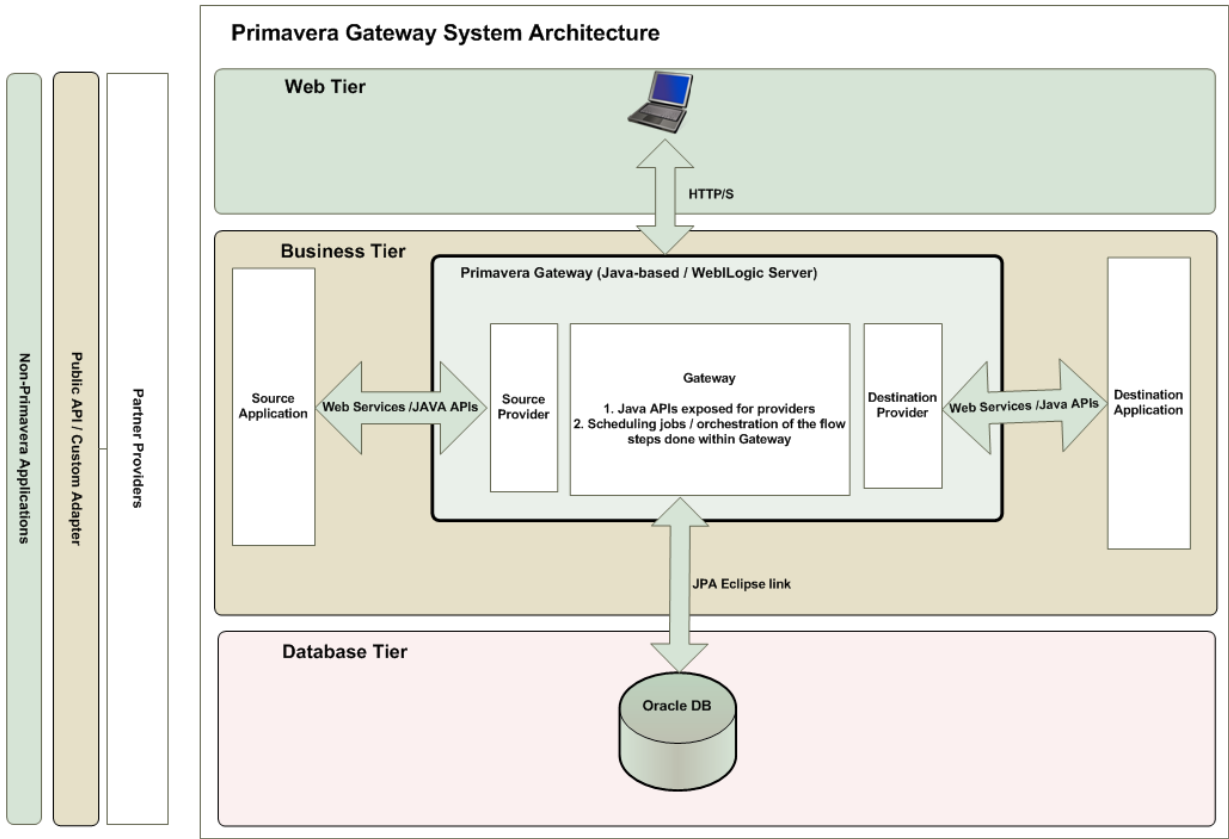 Primavera Gateway System Architecture
Web Tier
HTTP/S
Business Tier
Primavera Gateway (Java-based / WeblLogic Server)
Source
Application
Web Services /JAVA APIs
Source
Provider
Gateway
1. Java APIs exposed for providers
2. Scheduling jobs / orchestration of the flow
steps done within Gateway
Destination
Provider
Web Services /Java APIs
Destination
Application
JPA Eclipse link
Database Tier
Oracle DB
Non-Primavera Applications
Public API / Custom Adapter
Partner Providers